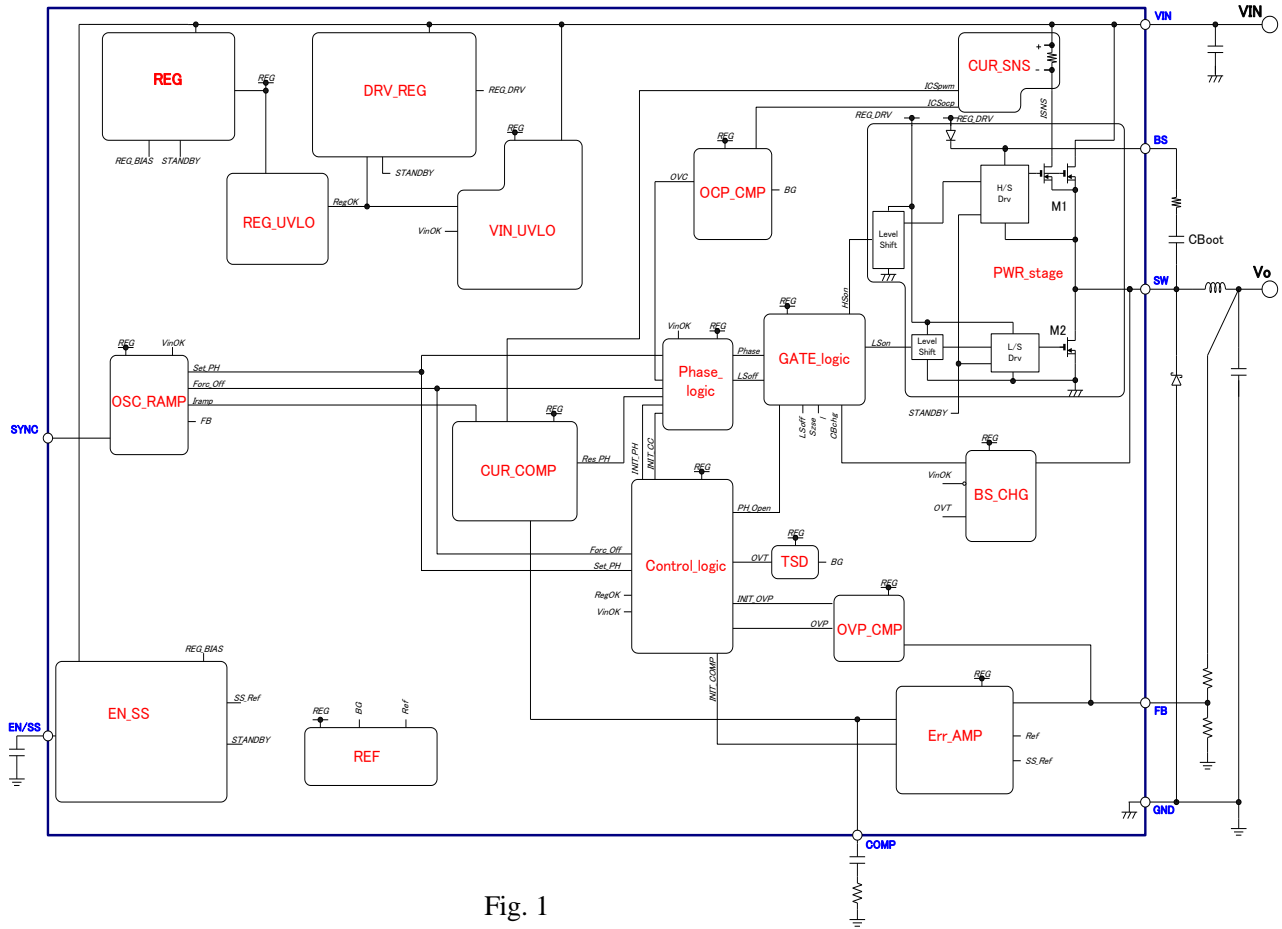 VIN
VIN
REG
DRV_REG
CUR_SNS
+
-
REG
REG_DRV
ICSpwm
ICSocp
ISNS
REG_DRV
REG_DRV
REG
REG
BS
REG_BIAS
STANDBY
STANDBY
OVC
OCP_CMP
BG
H/S
Drv
M1
REG_UVLO
RegOK
VinOK
VIN_UVLO
Level
Shift
CBoot
PWR_stage
SW
Vo
HSon
REG
VinOK
REG
M2
REG
VinOK
Set_PH
Forc_Off
Iramp
FB
OSC_RAMP
Phase_
logic
Phase
LSoff
GATE_logic
LSon
Level
Shift
L/S
Drv
STANDBY
LSoff
Szse
I
CBchg
SYNC
REG
CUR_COMP
Res_PH
INIT_PH
INIT_CC
REG
REG
VinOK
OVT
BS_CHG
PH_Open
Forc_Off
Set_PH
Control_logic
RegOK
VinOK
REG
OVT
TSD
BG
REG
INIT_OVP
OVP
OVP_CMP
INIT_COMP
REG_BIAS
EN_SS
SS_Ref
STANDBY
EN/SS
REG
BG
Ref
REF
REG
Err_AMP
Ref
SS_Ref
FB
GND
COMP
Fig. 1